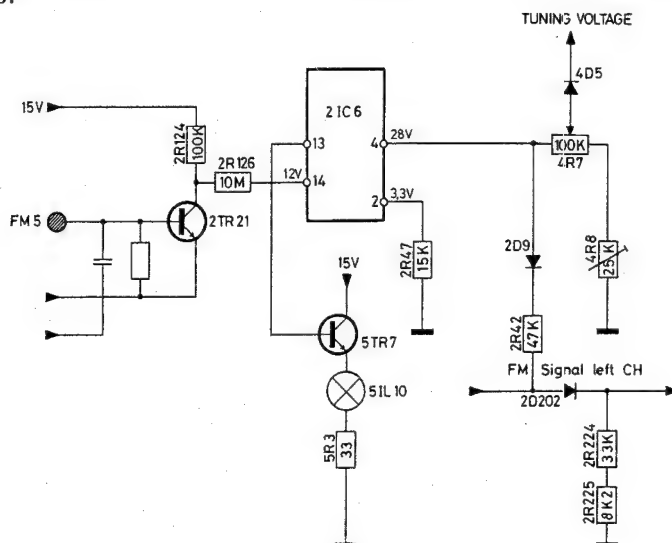 TUNING VOLTAGE
4D5
15V
2R124
100K
2IC6
13
4
28V
100K
4R7
2R126
10M
12V
14
2
3,3V
FM5
2TR21
2R47
15K
2D9
4R8
25K
15V
5TR7
2R42
47K
FM Signal left CH
2D202
5IL10
5R3
33
2R224
33K
2R225
8K2